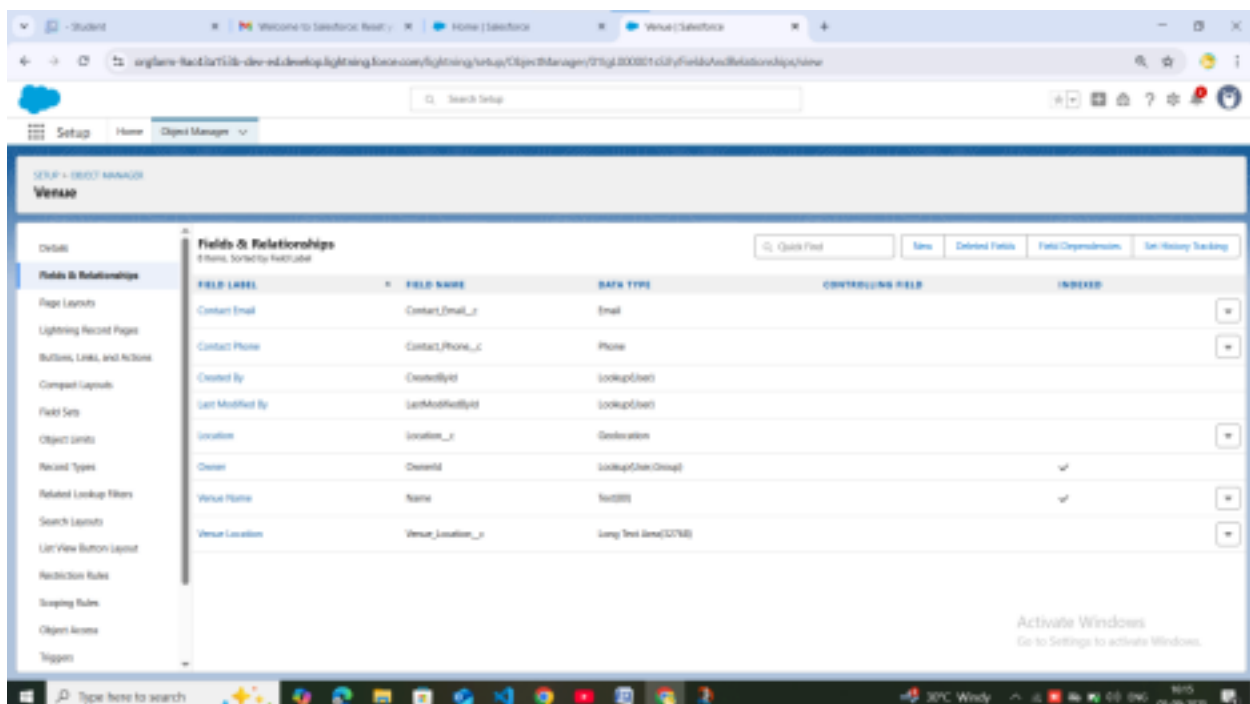 - Student
Welcome to Salesforce: Reset y
Home | Salesforce
Venue | Salesforce
Search Setup
Setup
Home
Object Manager
SETUP > OBJECT MANAGER
Venue
Details
Fields & Relationships
Page Layouts
Lightning Record Pages
Buttons, Links, and Actions
Compact Layouts
Field Sets
Object Limits
Record Types
Related Lookup Filters
Search Layouts
List View Button Layout
Restriction Rules
Scoping Rules
Object Access
Triggers
Fields & Relationships
8 Items, Sorted by Field Label
Quick Find
New
Deleted Fields
Field Dependencies
Set History Tracking
FIELD LABEL FIELD NAME DATA TYPE CONTROLLING FIELD INDEXED
Contact Email Contact_Email__c Email
Contact Phone Contact_Phone__c Phone
Created By CreatedById Lookup(User)
Last Modified By LastModifiedById Lookup(User)
Location Location__c Geolocation
Owner OwnerId Lookup(User,Group)
Venue Name Name Text(80)
Venue Location Venue_Location__c Long Text Area(32768)
Activate Windows
Go to Settings to activate Windows.
Type here to search
30°C Windy
ENG
16:15